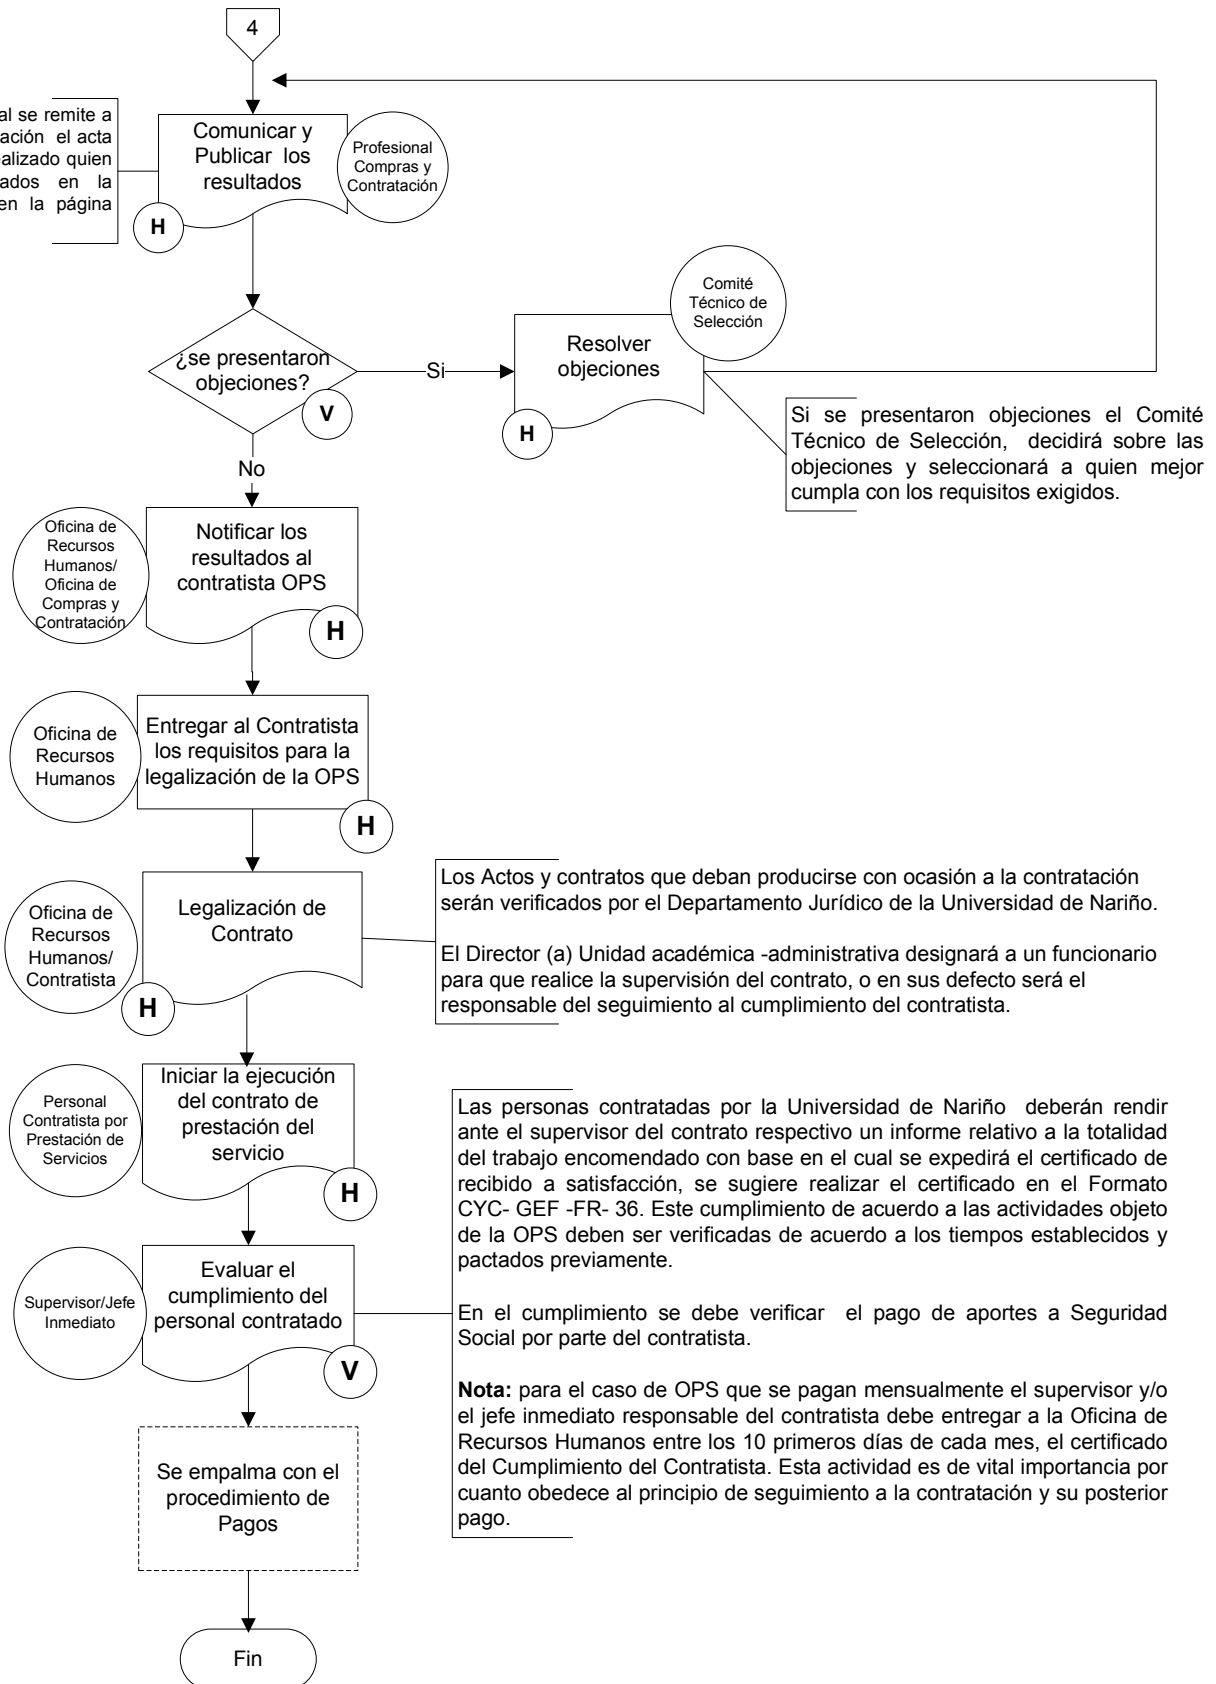 4
al se remite a
ación el acta
ealizado quien
ados en la
en la página
Comunicar y
Publicar los
resultados
Profesional
Compras y
Contratación
H
¿se presentaron
objeciones?
V
Si
No
Resolver
objeciones
Comité
Técnico de
Selección
H
Si se presentaron objeciones el Comité
Técnico de Selección, decidirá sobre las
objeciones y seleccionará a quien mejor
cumpla con los requisitos exigidos.
Oficina de
Recursos
Humanos/
Oficina de
Compras y
Contratación
Notificar los
resultados al
contratista OPS
H
Oficina de
Recursos
Humanos
Entregar al Contratista
los requisitos para la
legalización de la OPS
H
Oficina de
Recursos
Humanos/
Contratista
Legalización de
Contrato
H
Los Actos y contratos que deban producirse con ocasión a la contratación
serán verificados por el Departamento Jurídico de la Universidad de Nariño.
El Director (a) Unidad académica -administrativa designará a un funcionario
para que realice la supervisión del contrato, o en sus defecto será el
responsable del seguimiento al cumplimiento del contratista.
Personal
Contratista por
Prestación de
Servicios
Iniciar la ejecución
del contrato de
prestación del
servicio
H
Supervisor/Jefe
Inmediato
Evaluar el
cumplimiento del
personal contratado
V
Las personas contratadas por la Universidad de Nariño deberán rendir
ante el supervisor del contrato respectivo un informe relativo a la totalidad
del trabajo encomendado con base en el cual se expedirá el certificado de
recibido a satisfacción, se sugiere realizar el certificado en el Formato
CYC- GEF -FR- 36. Este cumplimiento de acuerdo a las actividades objeto
de la OPS deben ser verificadas de acuerdo a los tiempos establecidos y
pactados previamente.
En el cumplimiento se debe verificar el pago de aportes a Seguridad
Social por parte del contratista.
Nota: para el caso de OPS que se pagan mensualmente el supervisor y/o
el jefe inmediato responsable del contratista debe entregar a la Oficina de
Recursos Humanos entre los 10 primeros días de cada mes, el certificado
del Cumplimiento del Contratista. Esta actividad es de vital importancia por
cuanto obedece al principio de seguimiento a la contratación y su posterior
pago.
Se empalma con el
procedimiento de
Pagos
Fin